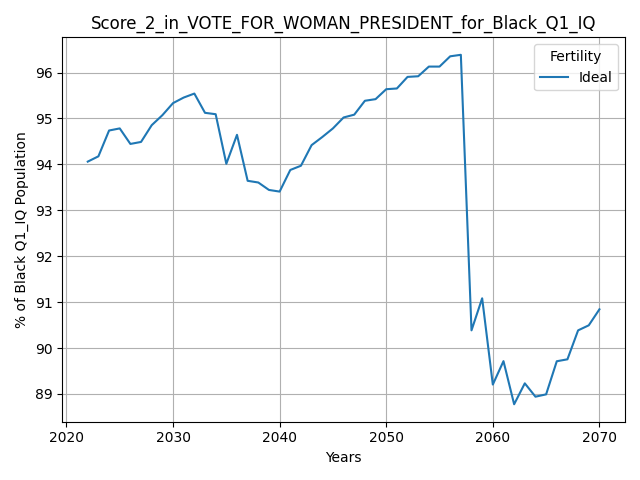 Score_2_in_VOTE_FOR_WOMAN_PRESIDENT_for_Black_Q1_IQ
Fertility
Ideal
% of Black Q1_IQ Population
96
95
94
93
92
91
90
89
2020 2030 2040 2050 2060 2070
Years